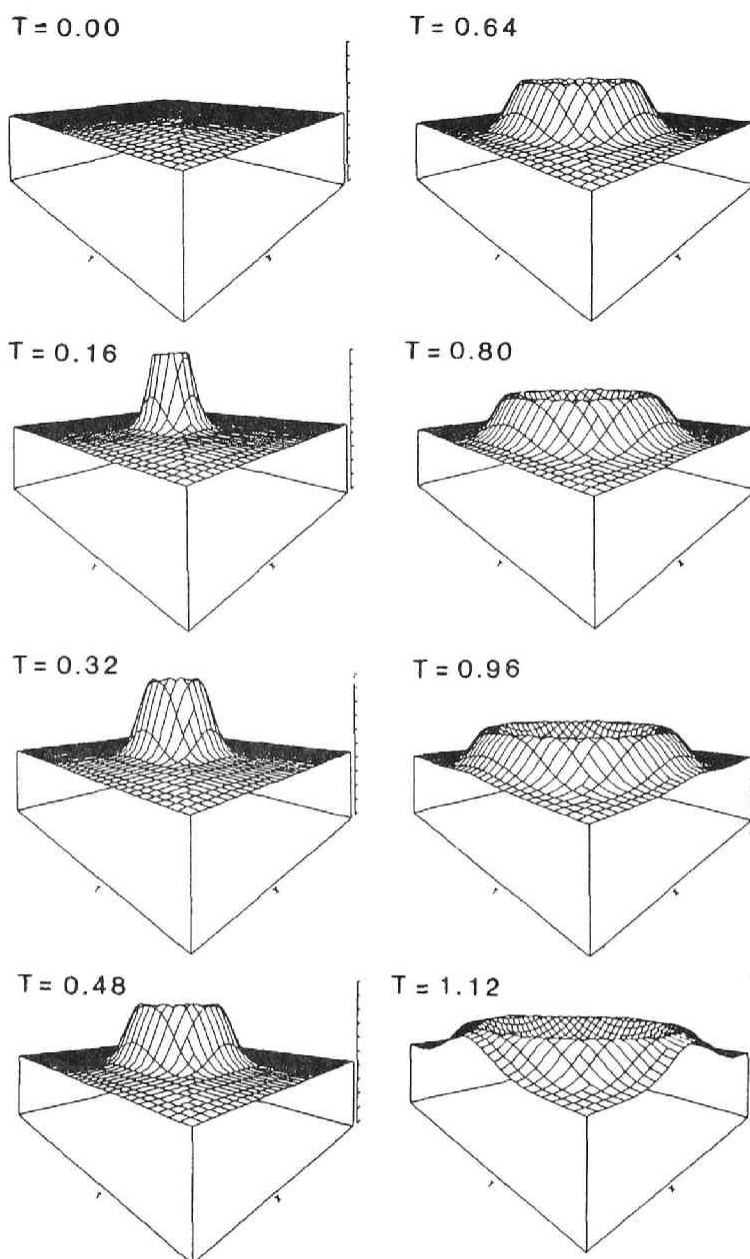 T = 0.00
T = 0.16
T = 0.32
T = 0.48
T = 0.64
T = 0.80
T = 0.96
T = 1.12